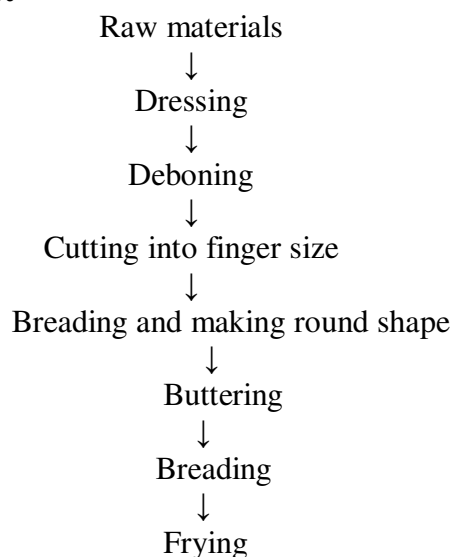 Raw materials
↓
Dressing
↓
Deboning
↓
Cutting into finger size
↓
Breading and making round shape
↓
Buttering
↓
Breading
↓
Frying